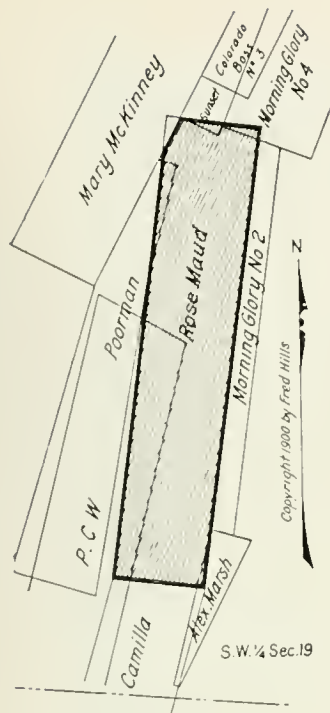 Colorado
Boss
Nº 3
Sunset
Morning Glory
No 4
Mary McKinney
Poorman
Rose Maud
Morning Glory No 2
P. C W
Camilla
Alex. Marsh
N
Copyright 1900 by Fred Hills
S.W. ¼ Sec. 19